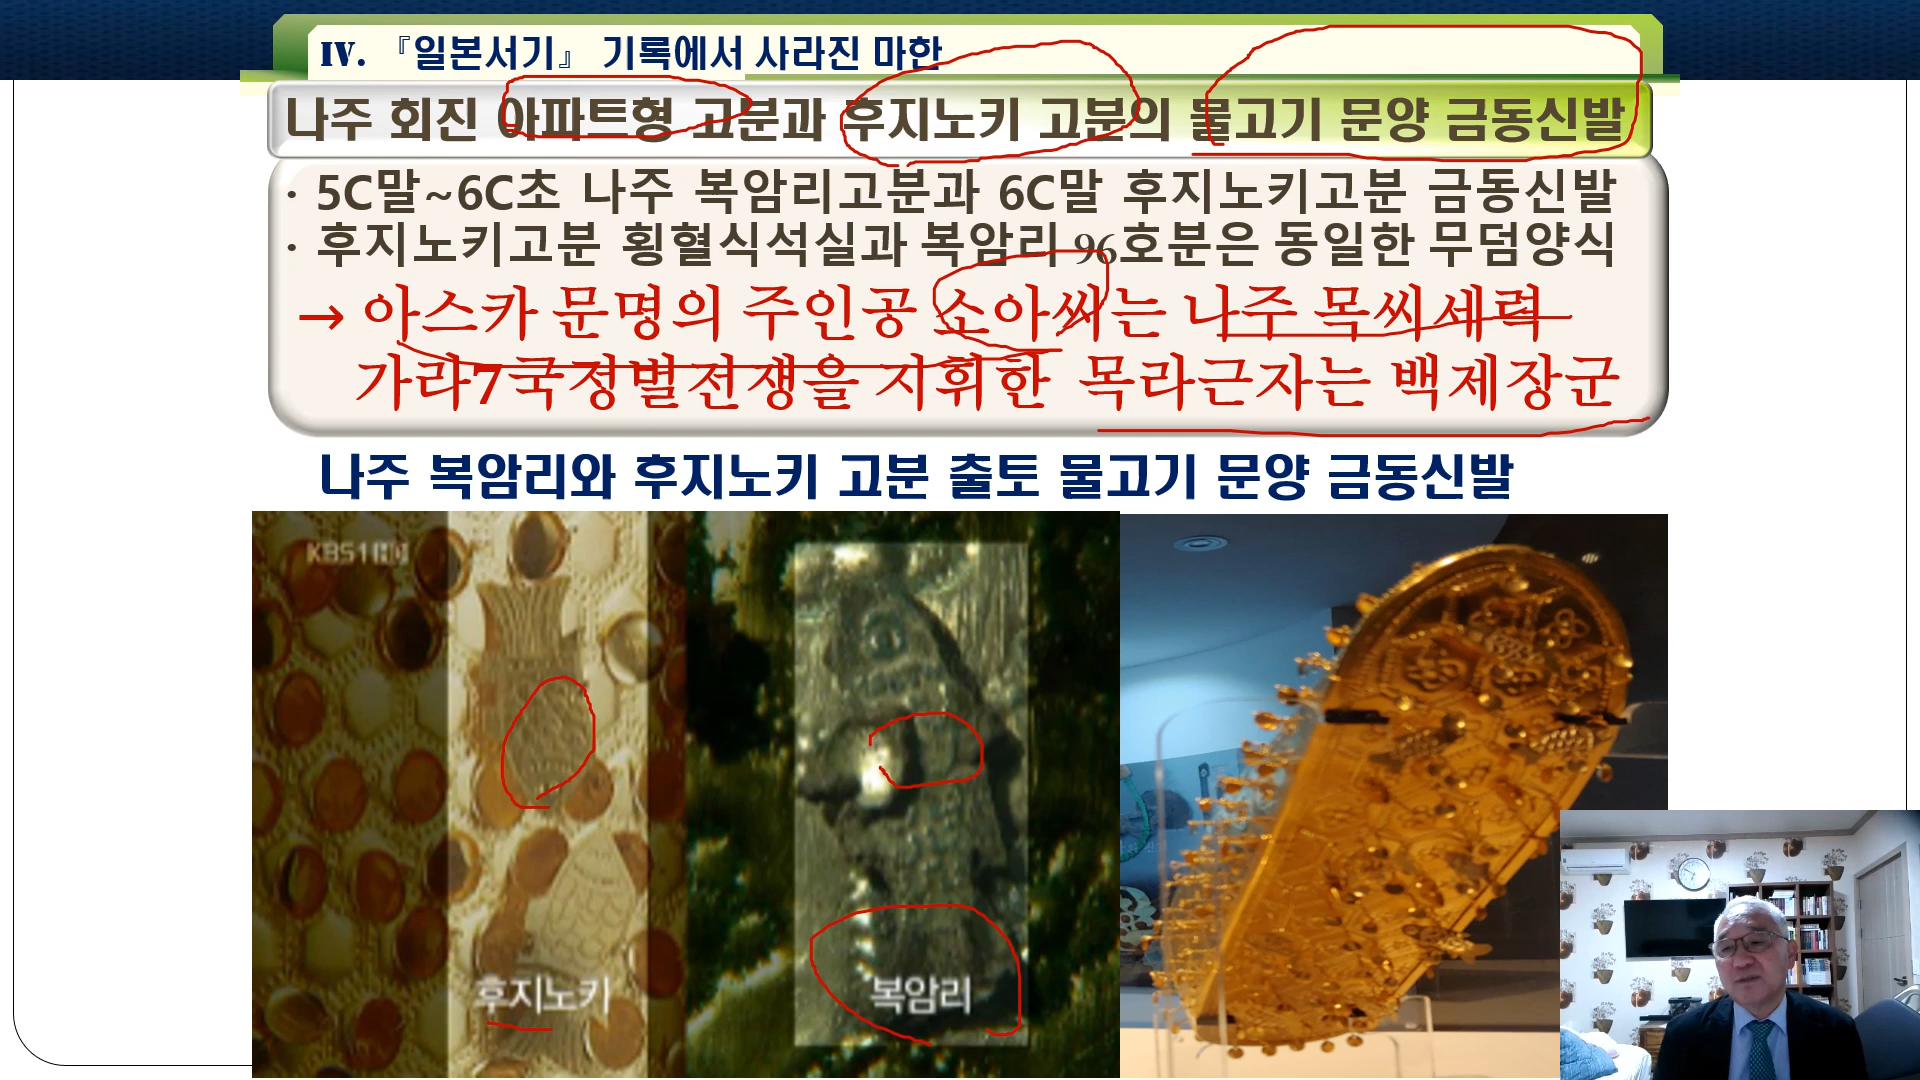 IV. 『일본서기』 기록에서 사라진 마한
나주 회진 아파트형 고분과 후지노키 고분의 물고기 문양 금동신발
· 5C말~6C초 나주 복암리고분과 6C말 후지노키고분 금동신발
· 후지노키고분 횡혈식석실과 복암리 96호분은 동일한 무덤양식
→ 아스카 문명의 주인공 소아씨는 나주 목씨세력
가라7국정벌전쟁을 지휘한 목라근자는 백제장군
나주 복암리와 후지노키 고분 출토 물고기 문양 금동신발
KBS1 HD
후지노키
복암리